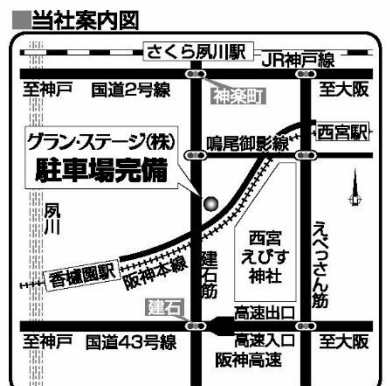 ■当社案内図
さくら夙川駅
JR神戸線
至神戸 国道2号線
神楽町
至大阪
グラン・ステージ(株)
駐車場完備
鳴尾御影線
西宮駅
夙川
香櫨園駅
阪神本線
建石筋
西宮
えびす
神社
えべっさん筋
建石
高速出口
至神戸 国道43号線
高速入口
至大阪
阪神高速